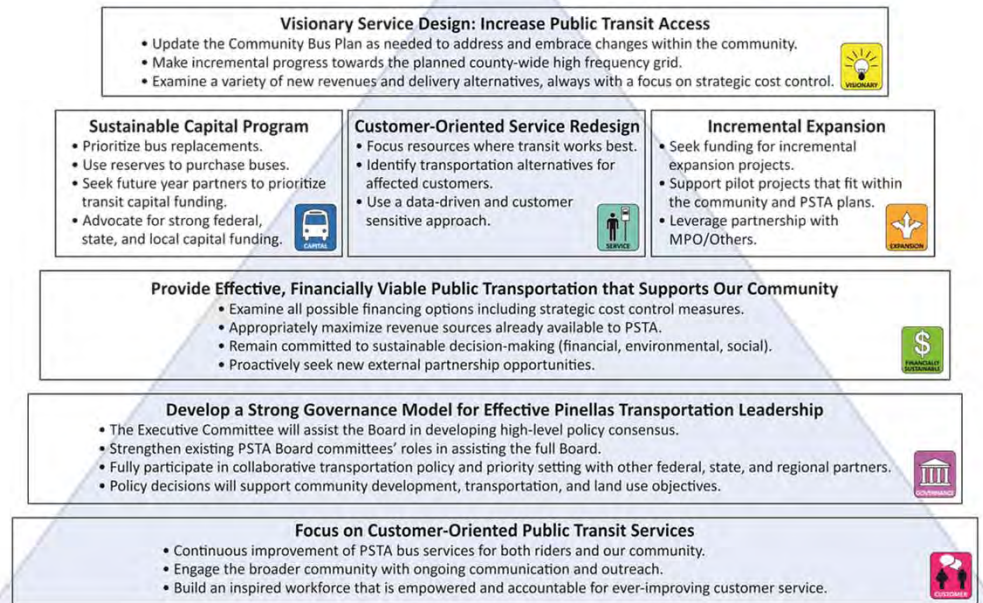 Visionary Service Design: Increase Public Transit Access
• Update the Community Bus Plan as needed to address and embrace changes within the community.
• Make incremental progress towards the planned county-wide high frequency grid.
• Examine a variety of new revenues and delivery alternatives, always with a focus on strategic cost control.
VISIONARY
Sustainable Capital Program
• Prioritize bus replacements.
• Use reserves to purchase buses.
• Seek future year partners to prioritize
transit capital funding.
• Advocate for strong federal,
state, and local capital funding.
CAPITAL
Customer-Oriented Service Redesign
• Focus resources where transit works best.
• Identify transportation alternatives for
affected customers.
• Use a data-driven and customer
sensitive approach.
SERVICE
Incremental Expansion
• Seek funding for incremental
expansion projects.
• Support pilot projects that fit within
the community and PSTA plans.
• Leverage partnership with
MPO/Others.
EXPANSION
Provide Effective, Financially Viable Public Transportation that Supports Our Community
• Examine all possible financing options including strategic cost control measures.
• Appropriately maximize revenue sources already available to PSTA.
• Remain committed to sustainable decision-making (financial, environmental, social).
• Proactively seek new external partnership opportunities.
$
FINANCIALLY
SUSTAINABLE
Develop a Strong Governance Model for Effective Pinellas Transportation Leadership
• The Executive Committee will assist the Board in developing high-level policy consensus.
• Strengthen existing PSTA Board committees' roles in assisting the full Board.
• Fully participate in collaborative transportation policy and priority setting with other federal, state, and regional partners.
• Policy decisions will support community development, transportation, and land use objectives.
GOVERNANCE
Focus on Customer-Oriented Public Transit Services
• Continuous improvement of PSTA bus services for both riders and our community.
• Engage the broader community with ongoing communication and outreach.
• Build an inspired workforce that is empowered and accountable for ever-improving customer service.
CUSTOMER